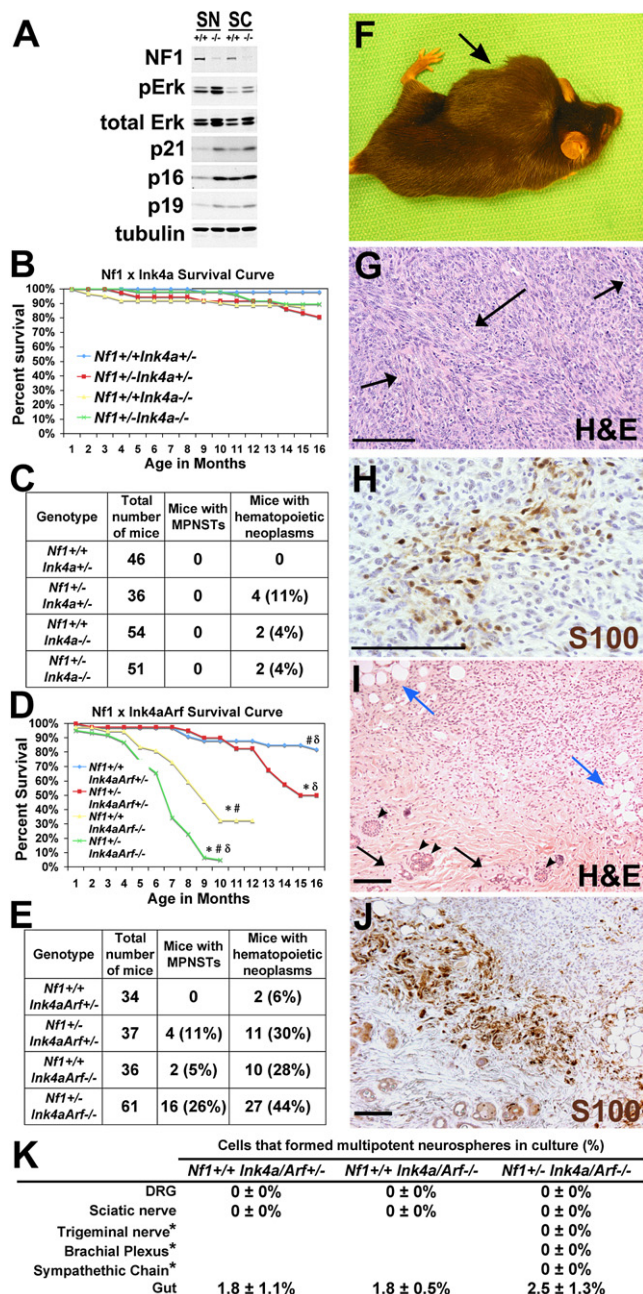 A
SN SC
+/+ -/- +/+ -/-
NF1
pErk
total Erk
p21
p16
p19
tubulin
B
Nf1 x Ink4a Survival Curve
Percent survival
100%
90%
80%
70%
60%
50%
40%
30%
20%
10%
0%
Nf1+/+Ink4a+/-
Nf1+/-Ink4a+/-
Nf1+/+Ink4a-/-
Nf1+/-Ink4a-/-
1 2 3 4 5 6 7 8 9 10 11 12 13 14 15 16
Age in Months
C
Genotype Total number of mice Mice with MPNSTs Mice with hematopoietic neoplasms
Nf1+/+ Ink4a+/- 46 0 0
Nf1+/- Ink4a+/- 36 0 4 (11%)
Nf1+/+ Ink4a-/- 54 0 2 (4%)
Nf1+/- Ink4a-/- 51 0 2 (4%)
D
Nf1 x Ink4aArf Survival Curve
Percent Survival
100%
90%
80%
70%
60%
50%
40%
30%
20%
10%
0%
Nf1+/+ Ink4aArf+/-
Nf1+/- Ink4aArf+/-
Nf1+/+ Ink4aArf-/-
Nf1+/- Ink4aArf-/-
# δ
* δ
* #
* # δ
1 2 3 4 5 6 7 8 9 10 11 12 13 14 15 16
Age in Months
E
Genotype Total number of mice Mice with MPNSTs Mice with hematopoietic neoplasms
Nf1+/+ Ink4aArf+/- 34 0 2 (6%)
Nf1+/- Ink4aArf+/- 37 4 (11%) 11 (30%)
Nf1+/+ Ink4aArf-/- 36 2 (5%) 10 (28%)
Nf1+/- Ink4aArf-/- 61 16 (26%) 27 (44%)
F
G
H&E
H
S100
I
H&E
J
S100
K
Cells that formed multipotent neurospheres in culture (%)
Nf1+/+ Ink4a/Arf+/- Nf1+/+ Ink4a/Arf-/- Nf1+/- Ink4a/Arf-/-
DRG 0 ± 0% 0 ± 0% 0 ± 0%
Sciatic nerve 0 ± 0% 0 ± 0% 0 ± 0%
Trigeminal nerve* 0 ± 0%
Brachial Plexus* 0 ± 0%
Sympathethic Chain* 0 ± 0%
Gut 1.8 ± 1.1% 1.8 ± 0.5% 2.5 ± 1.3%